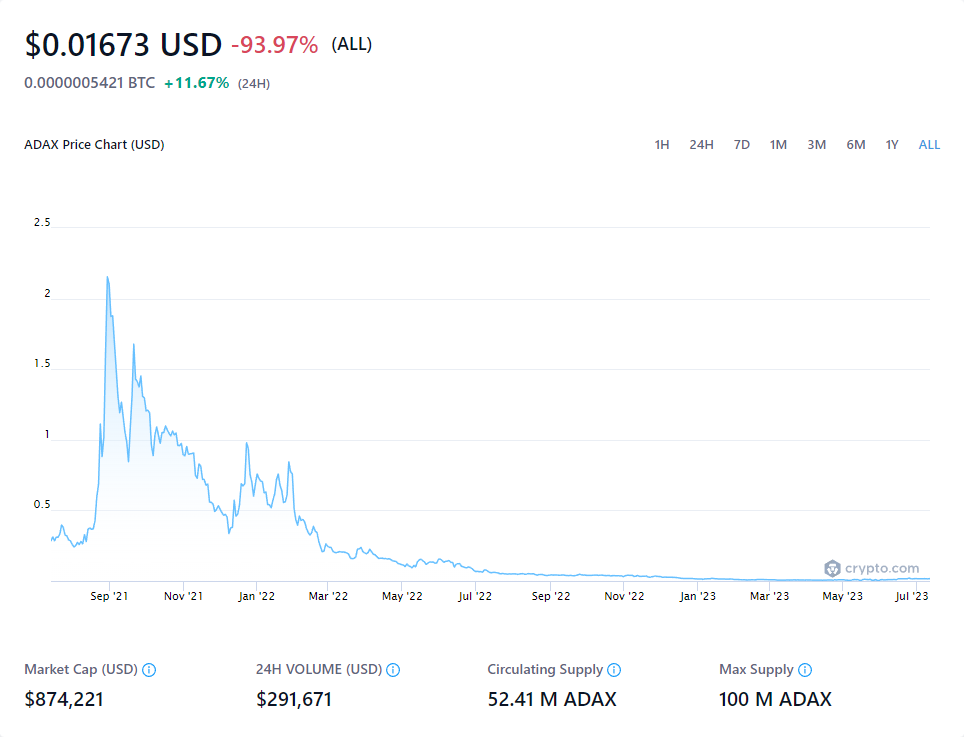 $0.01673 USD -93.97% (ALL)
0.0000005421 BTC +11.67% (24H)
ADAX Price Chart (USD) 1H 24H 7D 1M 3M 6M 1Y ALL
2.5
2
1.5
1
0.5
crypto.com
Sep '21 Nov '21 Jan '22 Mar '22 May '22 Jul '22 Sep '22 Nov '22 Jan '23 Mar '23 May '23 Jul '23
Market Cap (USD) 24H VOLUME (USD) Circulating Supply Max Supply
$874,221 $291,671 52.41 M ADAX 100 M ADAX